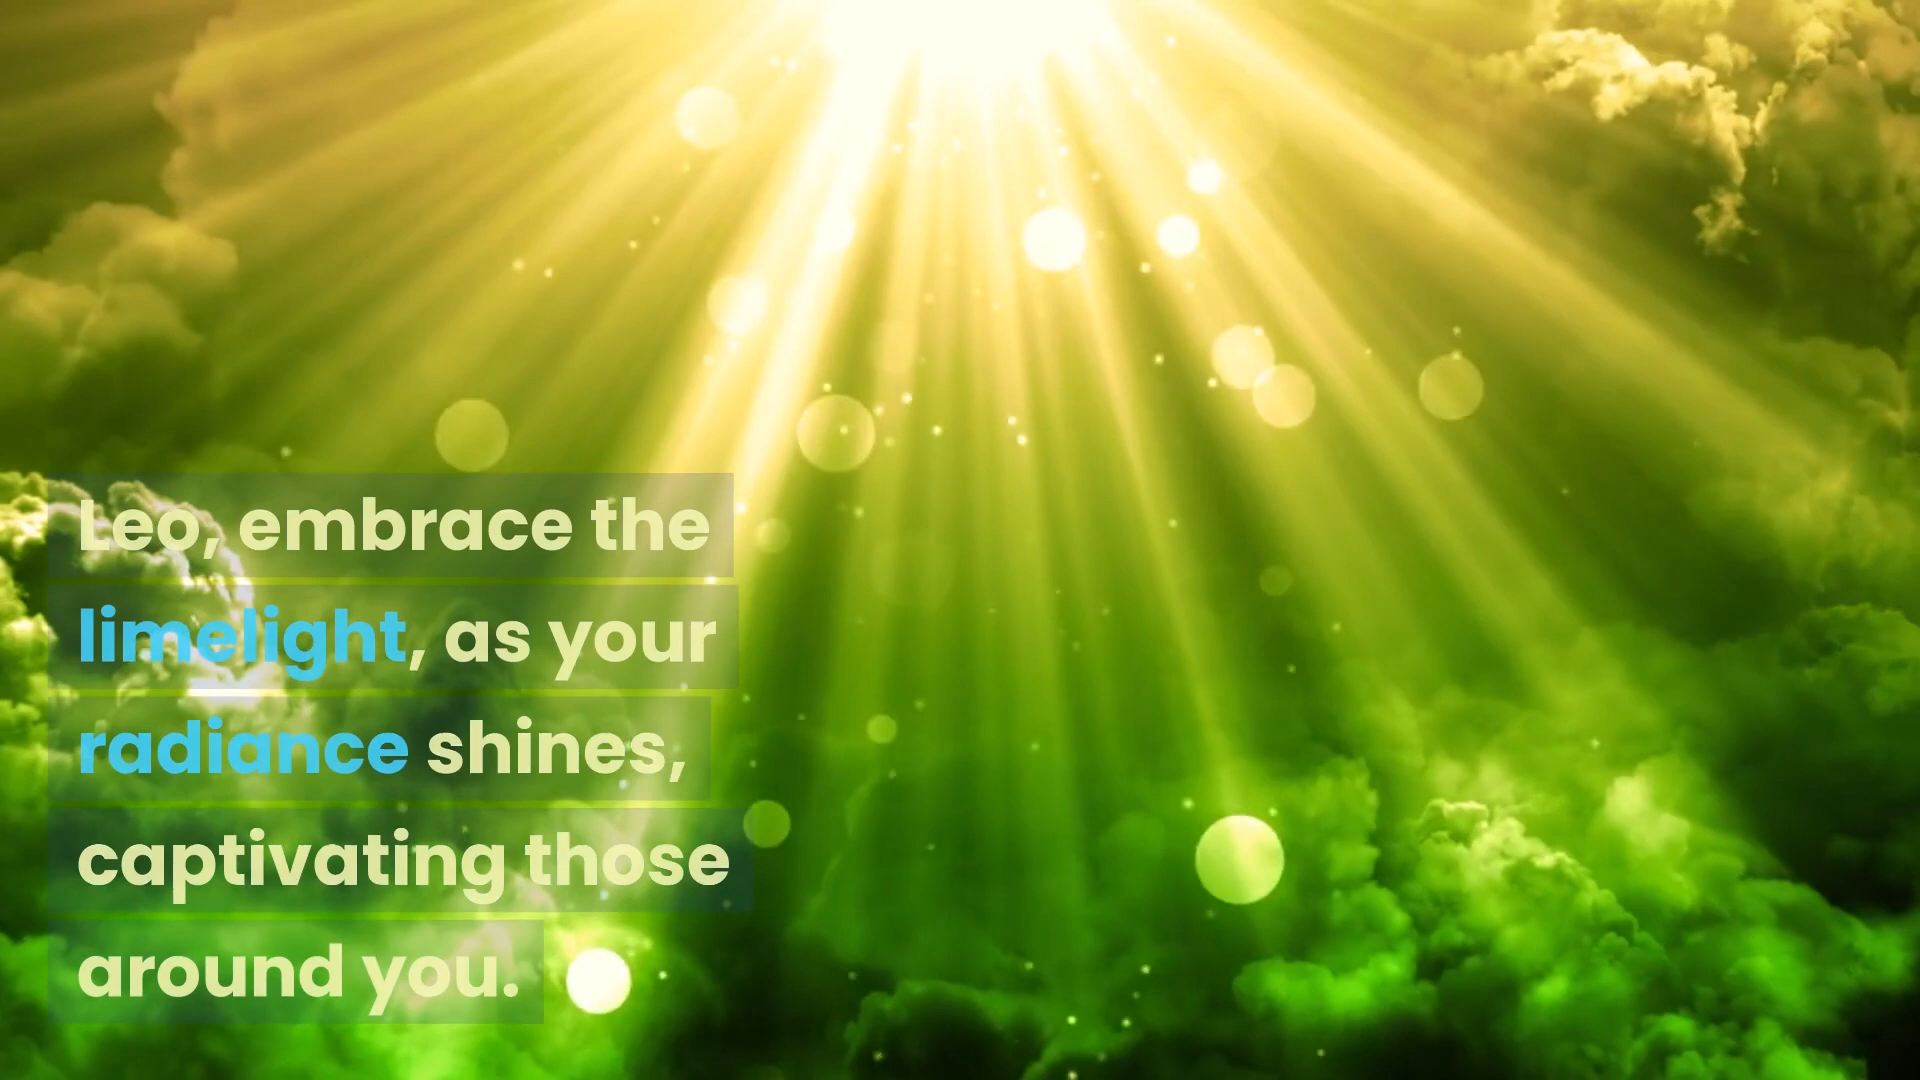 Leo, embrace the
limelight, as your
radiance shines,
captivating those
around you.